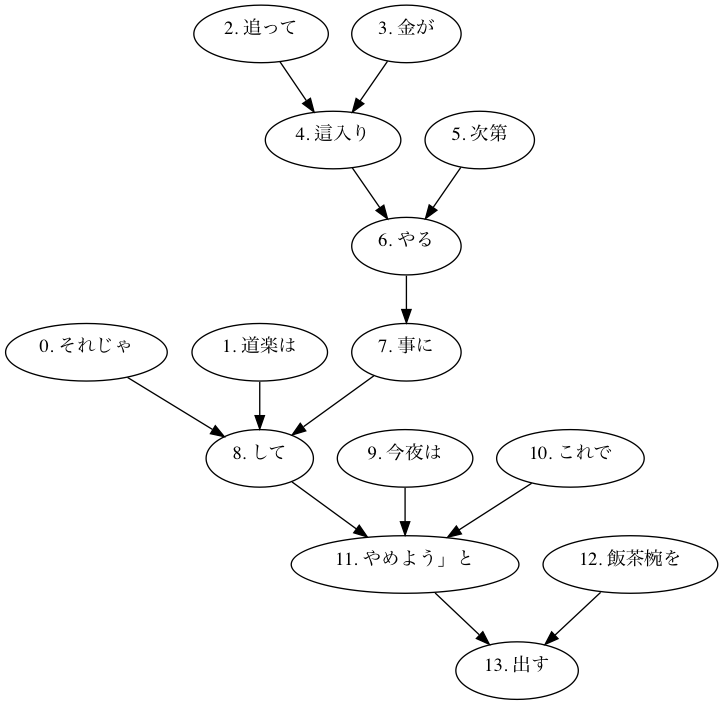 2. 追って
3. 金が
4. 這入り
5. 次第
6. やる
0. それじゃ
1. 道楽は
7. 事に
8. して
9. 今夜は
10. これで
11. やめよう」と
12. 飯茶椀を
13. 出す